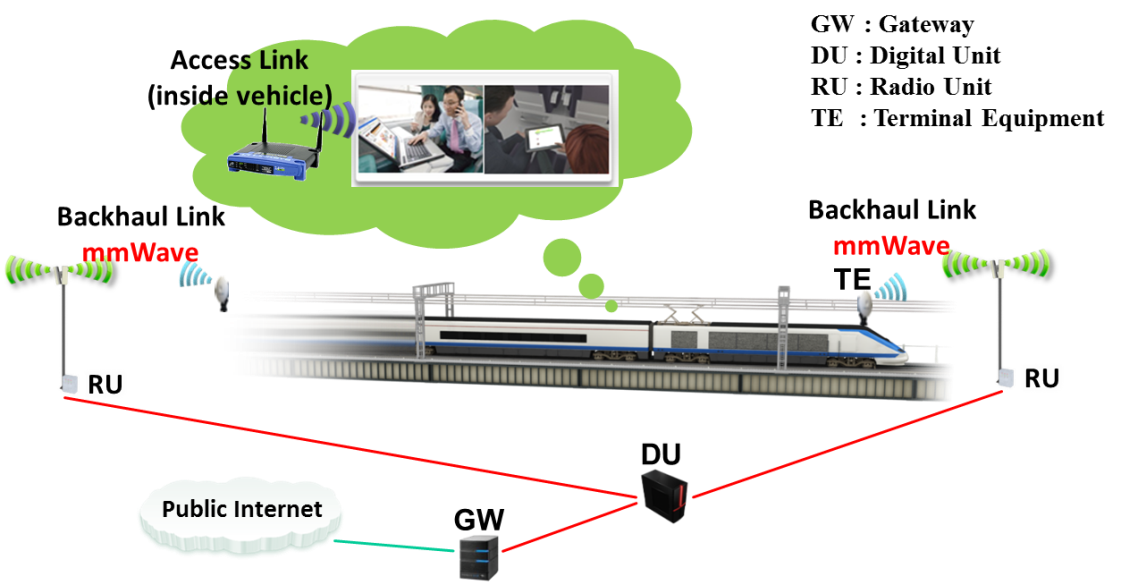 GW : Gateway
DU : Digital Unit
RU : Radio Unit
TE : Terminal Equipment
Access Link
(inside vehicle)
Backhaul Link
mmWave
Backhaul Link
mmWave
TE
RU
RU
DU
Public Internet
GW